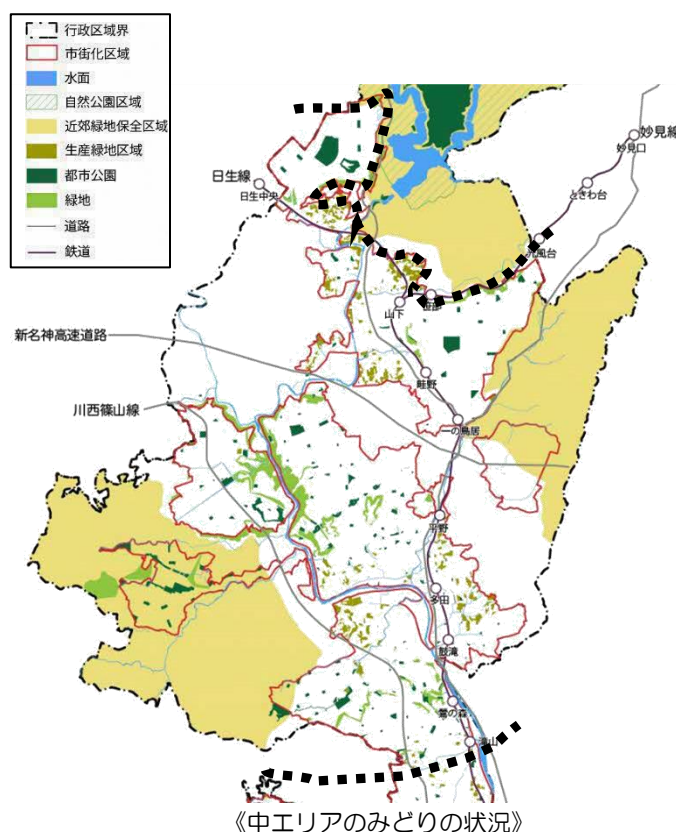 行政区域界
市街化区域
水面
自然公園区域
近郊緑地保全区域
生産緑地区域
都市公園
緑地
道路
鉄道
妙見線
妙見口
ときわ台
日生線
日生中央
光風台
笹部
山下
新名神高速道路
畦野
川西篠山線
一の鳥居
平野
多田
鼓滝
鶯の森
滝山
《中エリアのみどりの状況》